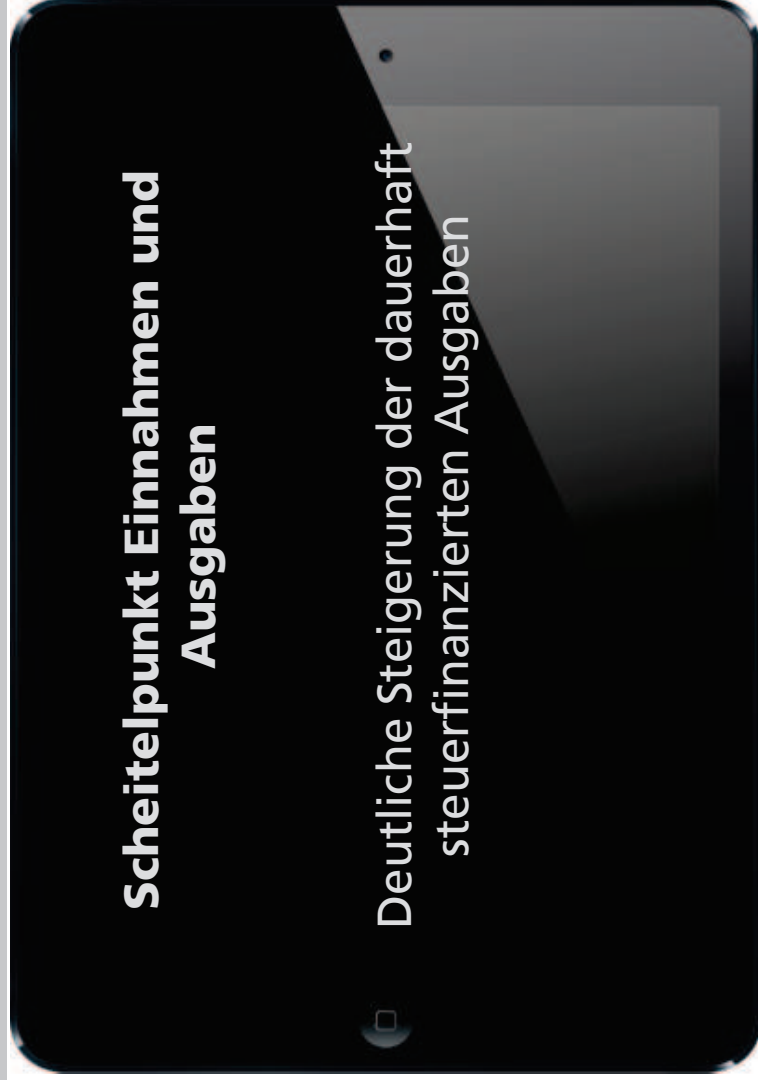 Scheitelpunkt Einnahmen und
Ausgaben
Deutliche Steigerung der dauerhaft
steuerfinanzierten Ausgaben